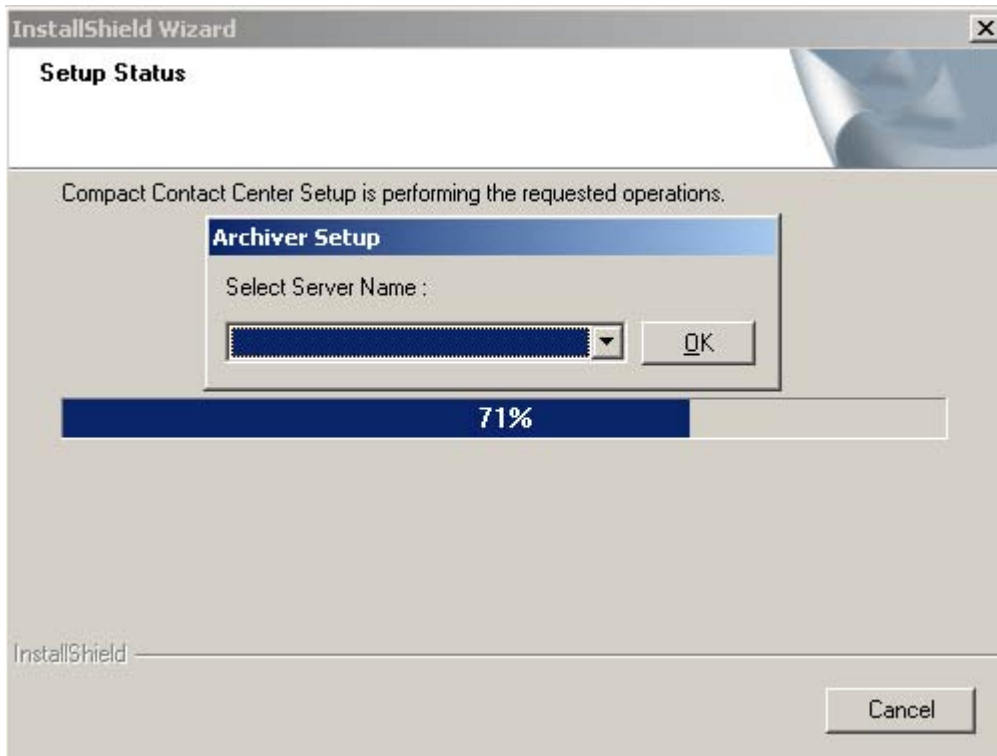 InstallShield Wizard
Setup Status
Compact Contact Center Setup is performing the requested operations.
Archiver Setup
Select Server Name :
OK
71%
InstallShield
Cancel